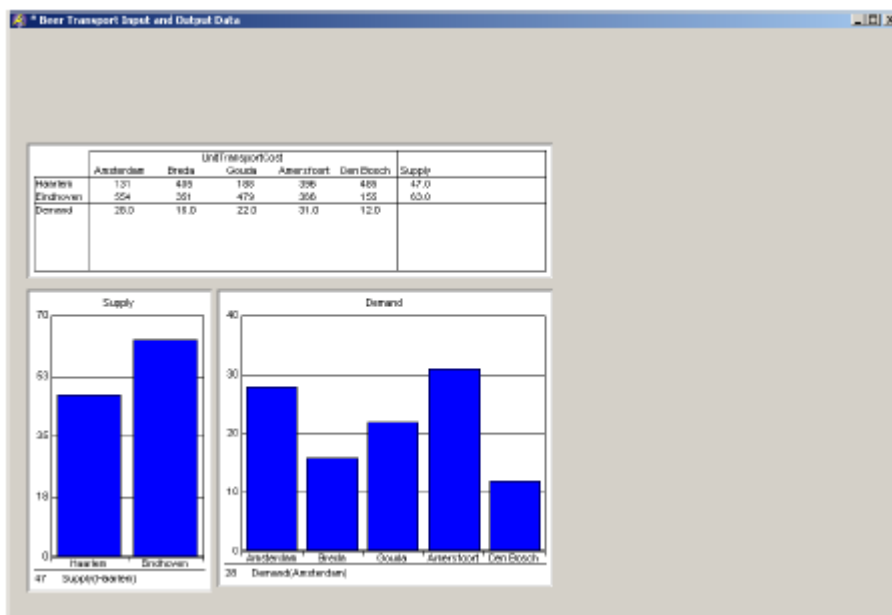 * Beer Transport Input and Output Data
UnitTransportCost
Amsterdam Breda Gouda Amersfoort Den Bosch Supply
Haarlem 131 405 188 396 485 47.0
Eindhoven 554 351 479 366 155 63.0
Demand 28.0 16.0 22.0 31.0 12.0
Supply
70
53
35
18
0
Haarlem Eindhoven
47 Supply(Haarlem)
Demand
40
30
20
10
0
Amsterdam Breda Gouda Amersfoort Den Bosch
28 Demand(Amsterdam)